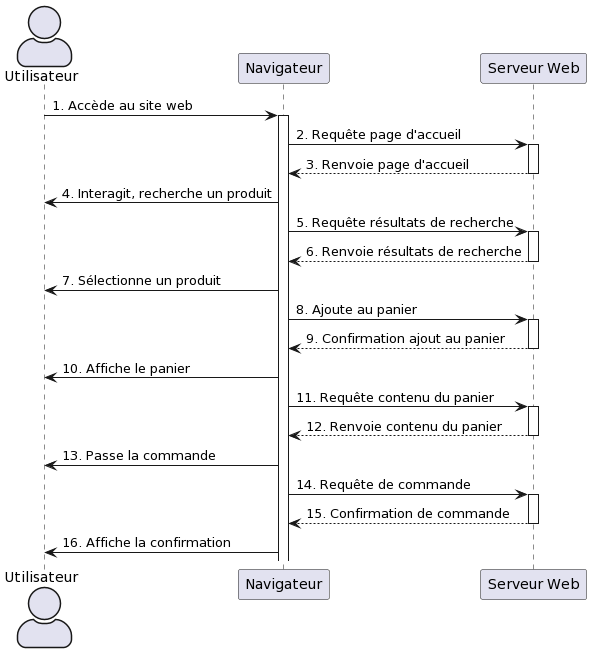 Utilisateur
Navigateur
Serveur Web
1. Accède au site web
2. Requête page d'accueil
3. Renvoie page d'accueil
4. Interagit, recherche un produit
5. Requête résultats de recherche
6. Renvoie résultats de recherche
7. Sélectionne un produit
8. Ajoute au panier
9. Confirmation ajout au panier
10. Affiche le panier
11. Requête contenu du panier
12. Renvoie contenu du panier
13. Passe la commande
14. Requête de commande
15. Confirmation de commande
16. Affiche la confirmation
Utilisateur
Navigateur
Serveur Web